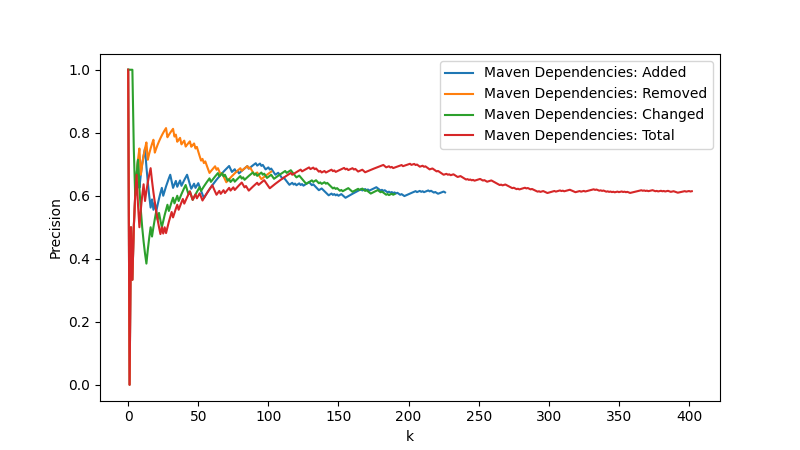 Maven Dependencies: Added
Maven Dependencies: Removed
Maven Dependencies: Changed
Maven Dependencies: Total
Precision
1.0
0.8
0.6
0.4
0.2
0.0
0 50 100 150 200 250 300 350 400
k